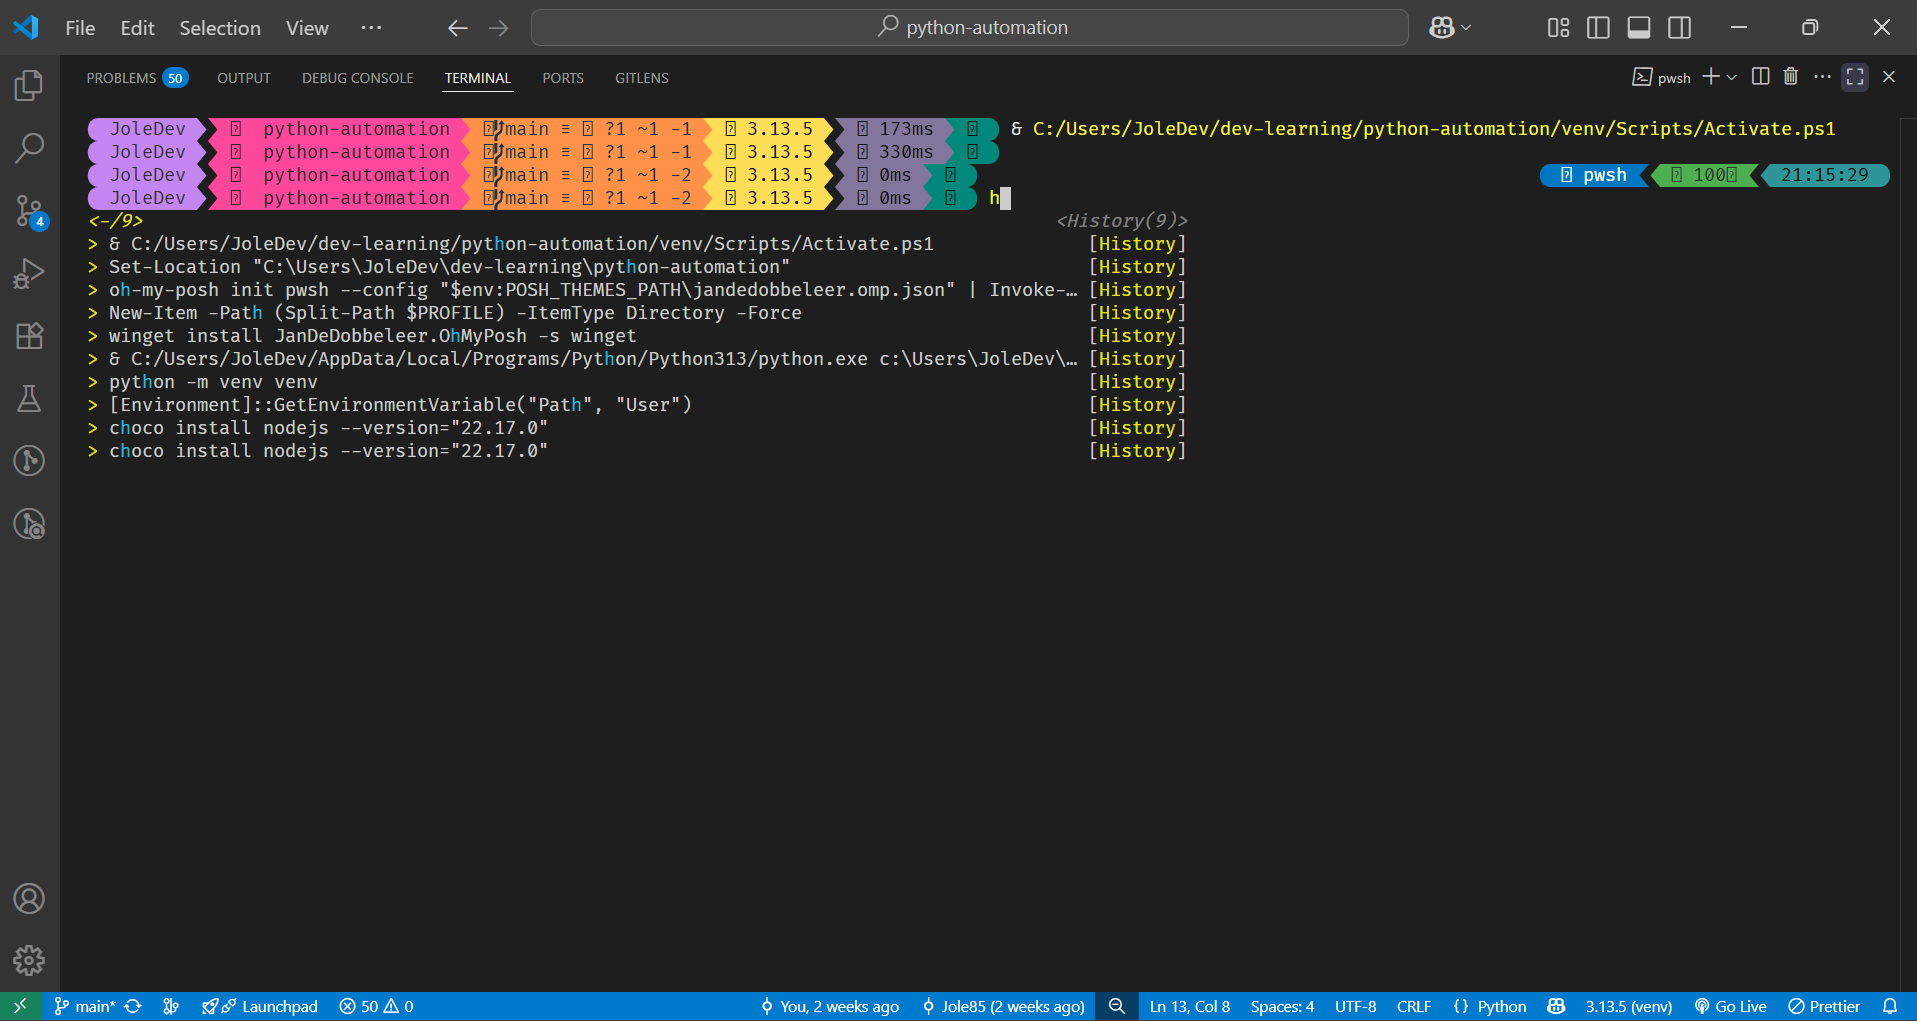 File Edit Selection View ··· python-automation
PROBLEMS 50 OUTPUT DEBUG CONSOLE TERMINAL PORTS GITLENS pwsh
JoleDev python-automation main ≡ ?1 ~1 -1 3.13.5 173ms & C:/Users/JoleDev/dev-learning/python-automation/venv/Scripts/Activate.ps1
JoleDev python-automation main ≡ ?1 ~1 -1 3.13.5 330ms
JoleDev python-automation main ≡ ?1 ~1 -2 3.13.5 0ms pwsh 100 21:15:29
JoleDev python-automation main ≡ ?1 ~1 -2 3.13.5 0ms h
<-/9> <History(9)>
> & C:/Users/JoleDev/dev-learning/python-automation/venv/Scripts/Activate.ps1 [History]
> Set-Location "C:\Users\JoleDev\dev-learning\python-automation" [History]
> oh-my-posh init pwsh --config "$env:POSH_THEMES_PATH\jandedobbeleer.omp.json" | Invoke-… [History]
> New-Item -Path (Split-Path $PROFILE) -ItemType Directory -Force [History]
> winget install JanDeDobbeleer.OhMyPosh -s winget [History]
> & C:/Users/JoleDev/AppData/Local/Programs/Python/Python313/python.exe c:\Users\JoleDev\… [History]
> python -m venv venv [History]
> [Environment]::GetEnvironmentVariable("Path", "User") [History]
> choco install nodejs --version="22.17.0" [History]
> choco install nodejs --version="22.17.0" [History]
4
main* Launchpad 50 0 You, 2 weeks ago Jole85 (2 weeks ago) Ln 13, Col 8 Spaces: 4 UTF-8 CRLF {} Python 3.13.5 (venv) Go Live Prettier